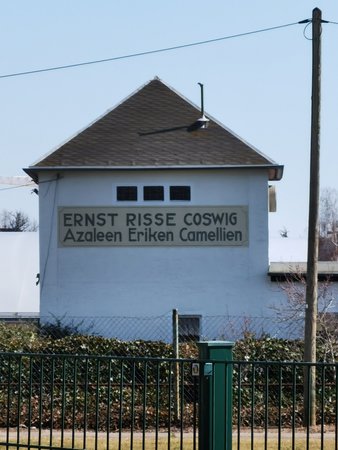 ERNST RISSE COSWIG
Azaleen Eriken Camellien